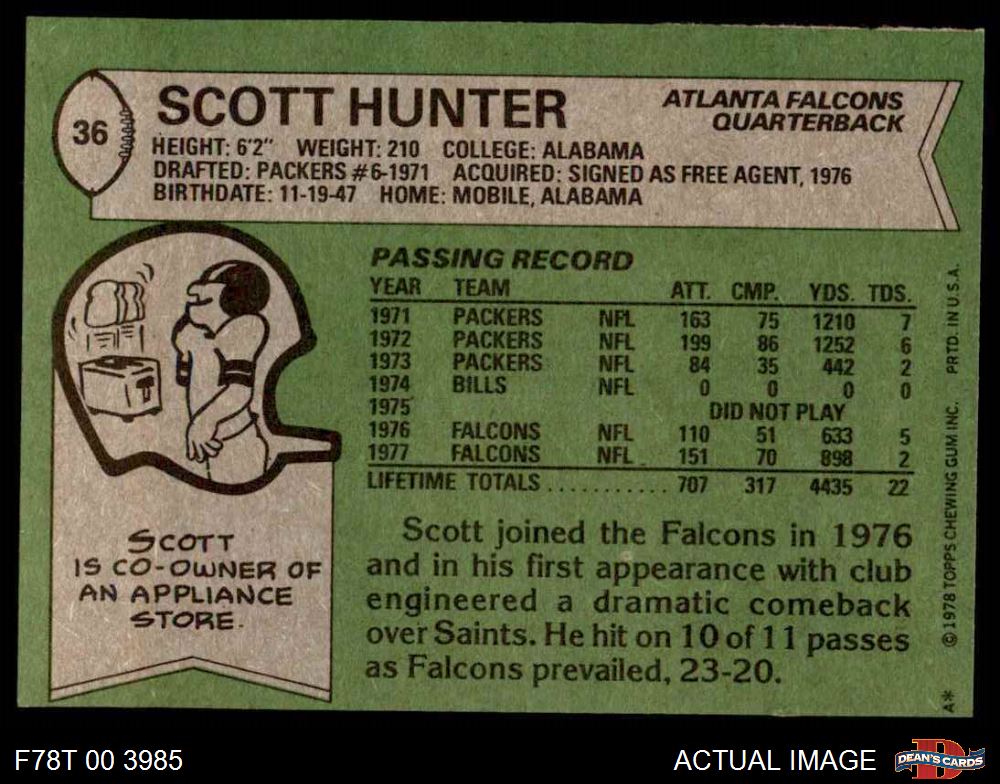 36
SCOTT HUNTER
ATLANTA FALCONS
QUARTERBACK
HEIGHT: 6'2" WEIGHT: 210 COLLEGE: ALABAMA
DRAFTED: PACKERS #6-1971 ACQUIRED: SIGNED AS FREE AGENT, 1976
BIRTHDATE: 11-19-47 HOME: MOBILE, ALABAMA
PASSING RECORD
YEAR TEAM ATT. CMP. YDS. TDS.
1971 PACKERS NFL 163 75 1210 7
1972 PACKERS NFL 199 86 1252 6
1973 PACKERS NFL 84 35 442 2
1974 BILLS NFL 0 0 0 0
1975 DID NOT PLAY
1976 FALCONS NFL 110 51 633 5
1977 FALCONS NFL 151 70 898 2
LIFETIME TOTALS ........... 707 317 4435 22
Scott joined the Falcons in 1976
and in his first appearance with club
engineered a dramatic comeback
over Saints. He hit on 10 of 11 passes
as Falcons prevailed, 23-20.
SCOTT
IS CO-OWNER OF
AN APPLIANCE
STORE.
A* © 1978 TOPPS CHEWING GUM INC. PRTD. IN U.S.A.
F78T 00 3985
ACTUAL IMAGE
DEAN'S CARDS